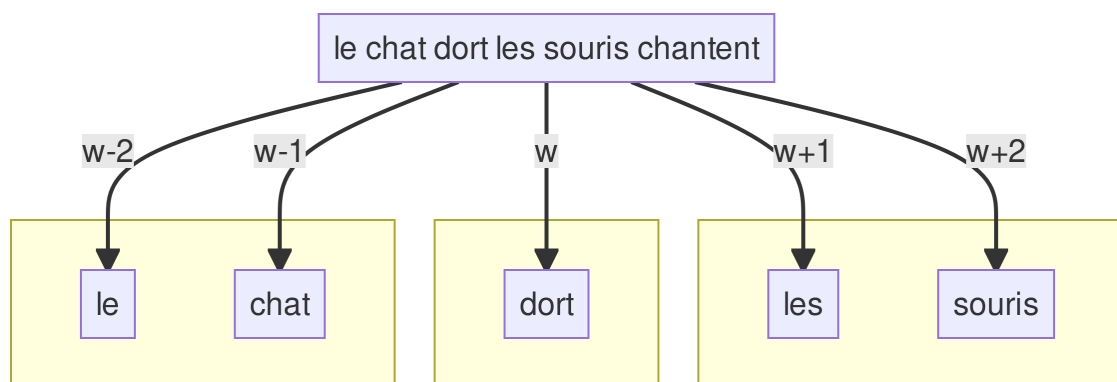 le chat dort les souris chantent
w-2 w-1 w w+1 w+2
le chat dort les souris